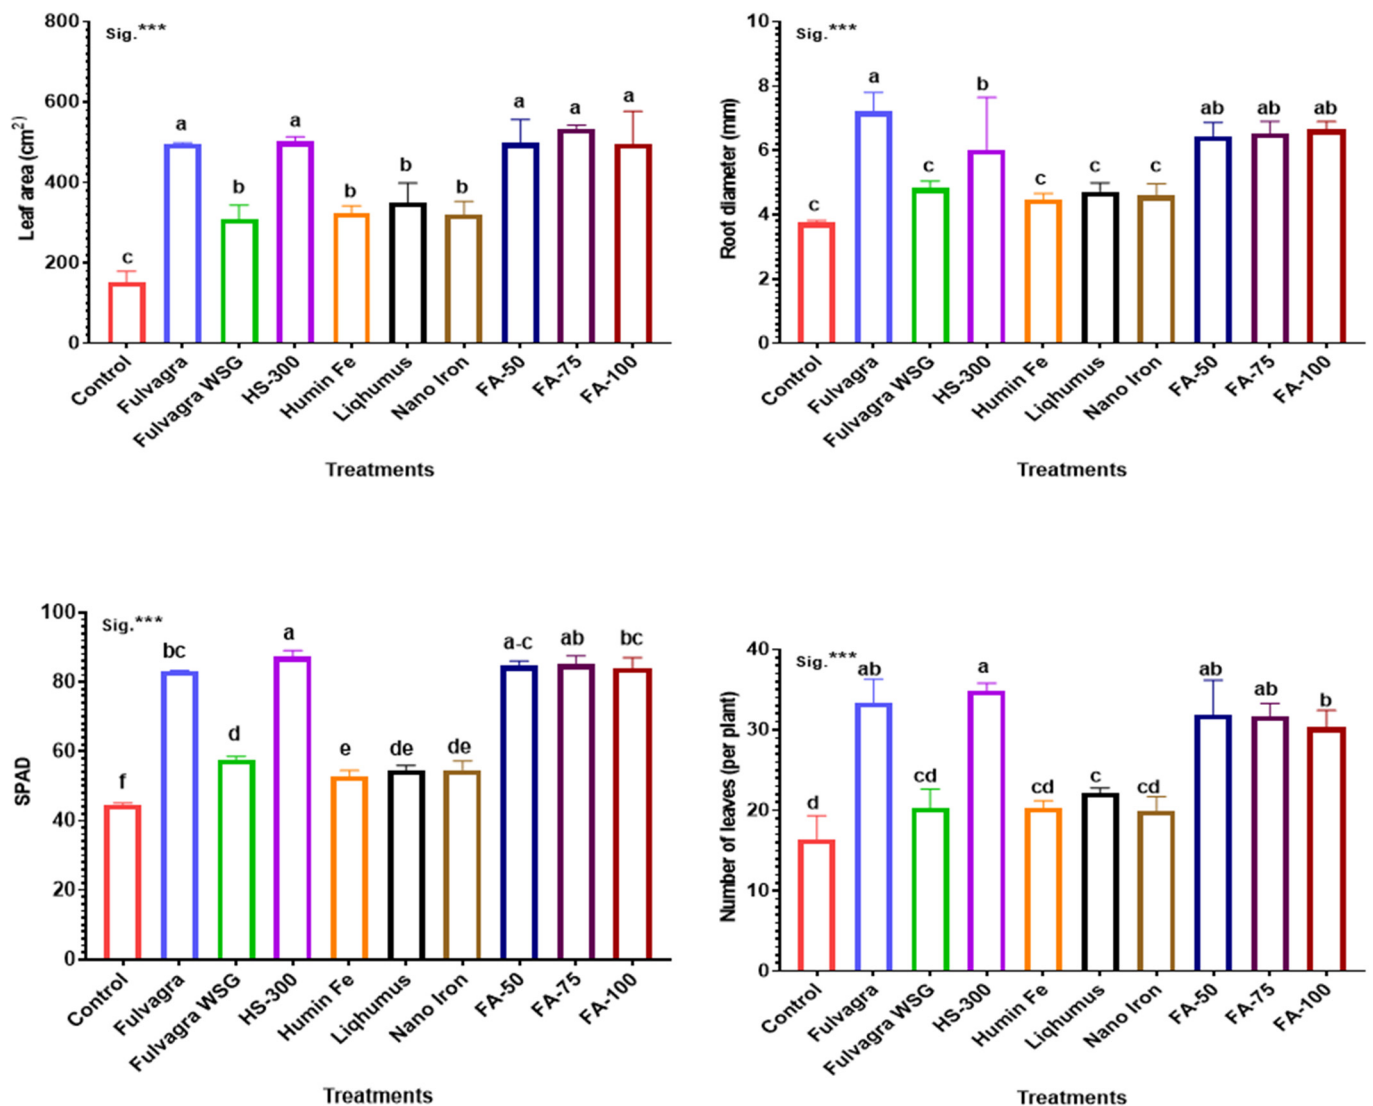 Sig.***
Leaf area (cm²)
800
600
400
200
0
c
a
b
a
b
b
b
a
a
a
Control
Fulvagra
Fulvagra WSG
HS-300
Humin Fe
Liqhumus
Nano Iron
FA-50
FA-75
FA-100
Treatments
Sig.***
Root diameter (mm)
10
8
6
4
2
0
c
a
c
b
c
c
c
ab
ab
ab
Control
Fulvagra
Fulvagra WSG
HS-300
Humin Fe
Liqhumus
Nano Iron
FA-50
FA-75
FA-100
Treatments
Sig.***
SPAD
100
80
60
40
20
0
f
bc
d
a
e
de
de
a-c
ab
bc
Control
Fulvagra
Fulvagra WSG
HS-300
Humin Fe
Liqhumus
Nano Iron
FA-50
FA-75
FA-100
Treatments
Sig.***
Number of leaves (per plant)
40
30
20
10
0
d
ab
cd
a
cd
c
cd
ab
ab
b
Control
Fulvagra
Fulvagra WSG
HS-300
Humin Fe
Liqhumus
Nano Iron
FA-50
FA-75
FA-100
Treatments